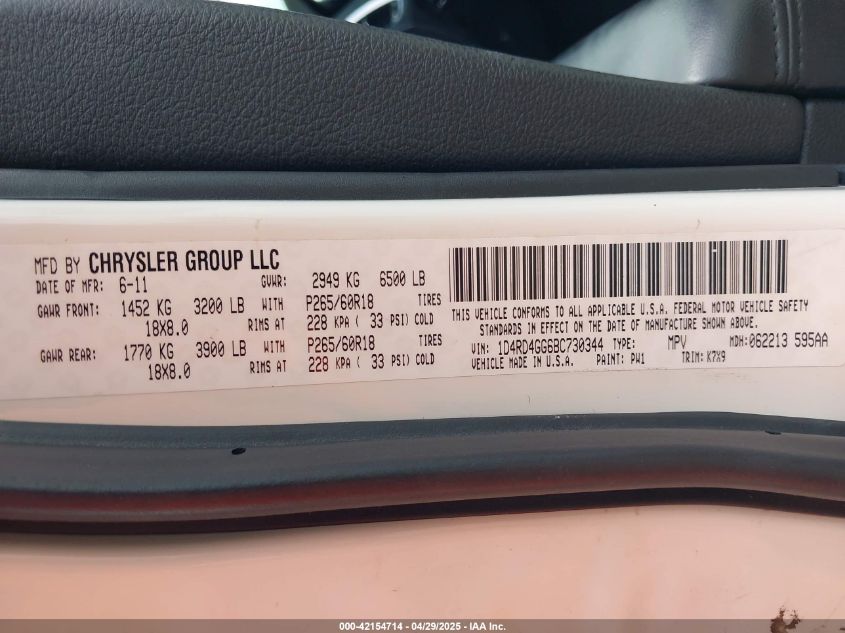 MFD BY CHRYSLER GROUP LLC
DATE OF MFR: 6-11 GVWR: 2949 KG 6500 LB
GAWR FRONT: 1452 KG 3200 LB WITH P265/60R18 TIRES
18X8.0 RIMS AT 228 KPA ( 33 PSI) COLD
GAWR REAR: 1770 KG 3900 LB WITH P265/60R18 TIRES
18X8.0 RIMS AT 228 KPA ( 33 PSI) COLD
THIS VEHICLE CONFORMS TO ALL APPLICABLE U.S.A. FEDERAL MOTOR VEHICLE SAFETY
STANDARDS IN EFFECT ON THE DATE OF MANUFACTURE SHOWN ABOVE.
VIN: 1D4RD4GG6BC730344 TYPE: MPV MDH: 062213 595AA
VEHICLE MADE IN U.S.A. PAINT: PW1 TRIM: K7X9
000-42154714 - 04/29/2025 - IAA Inc.